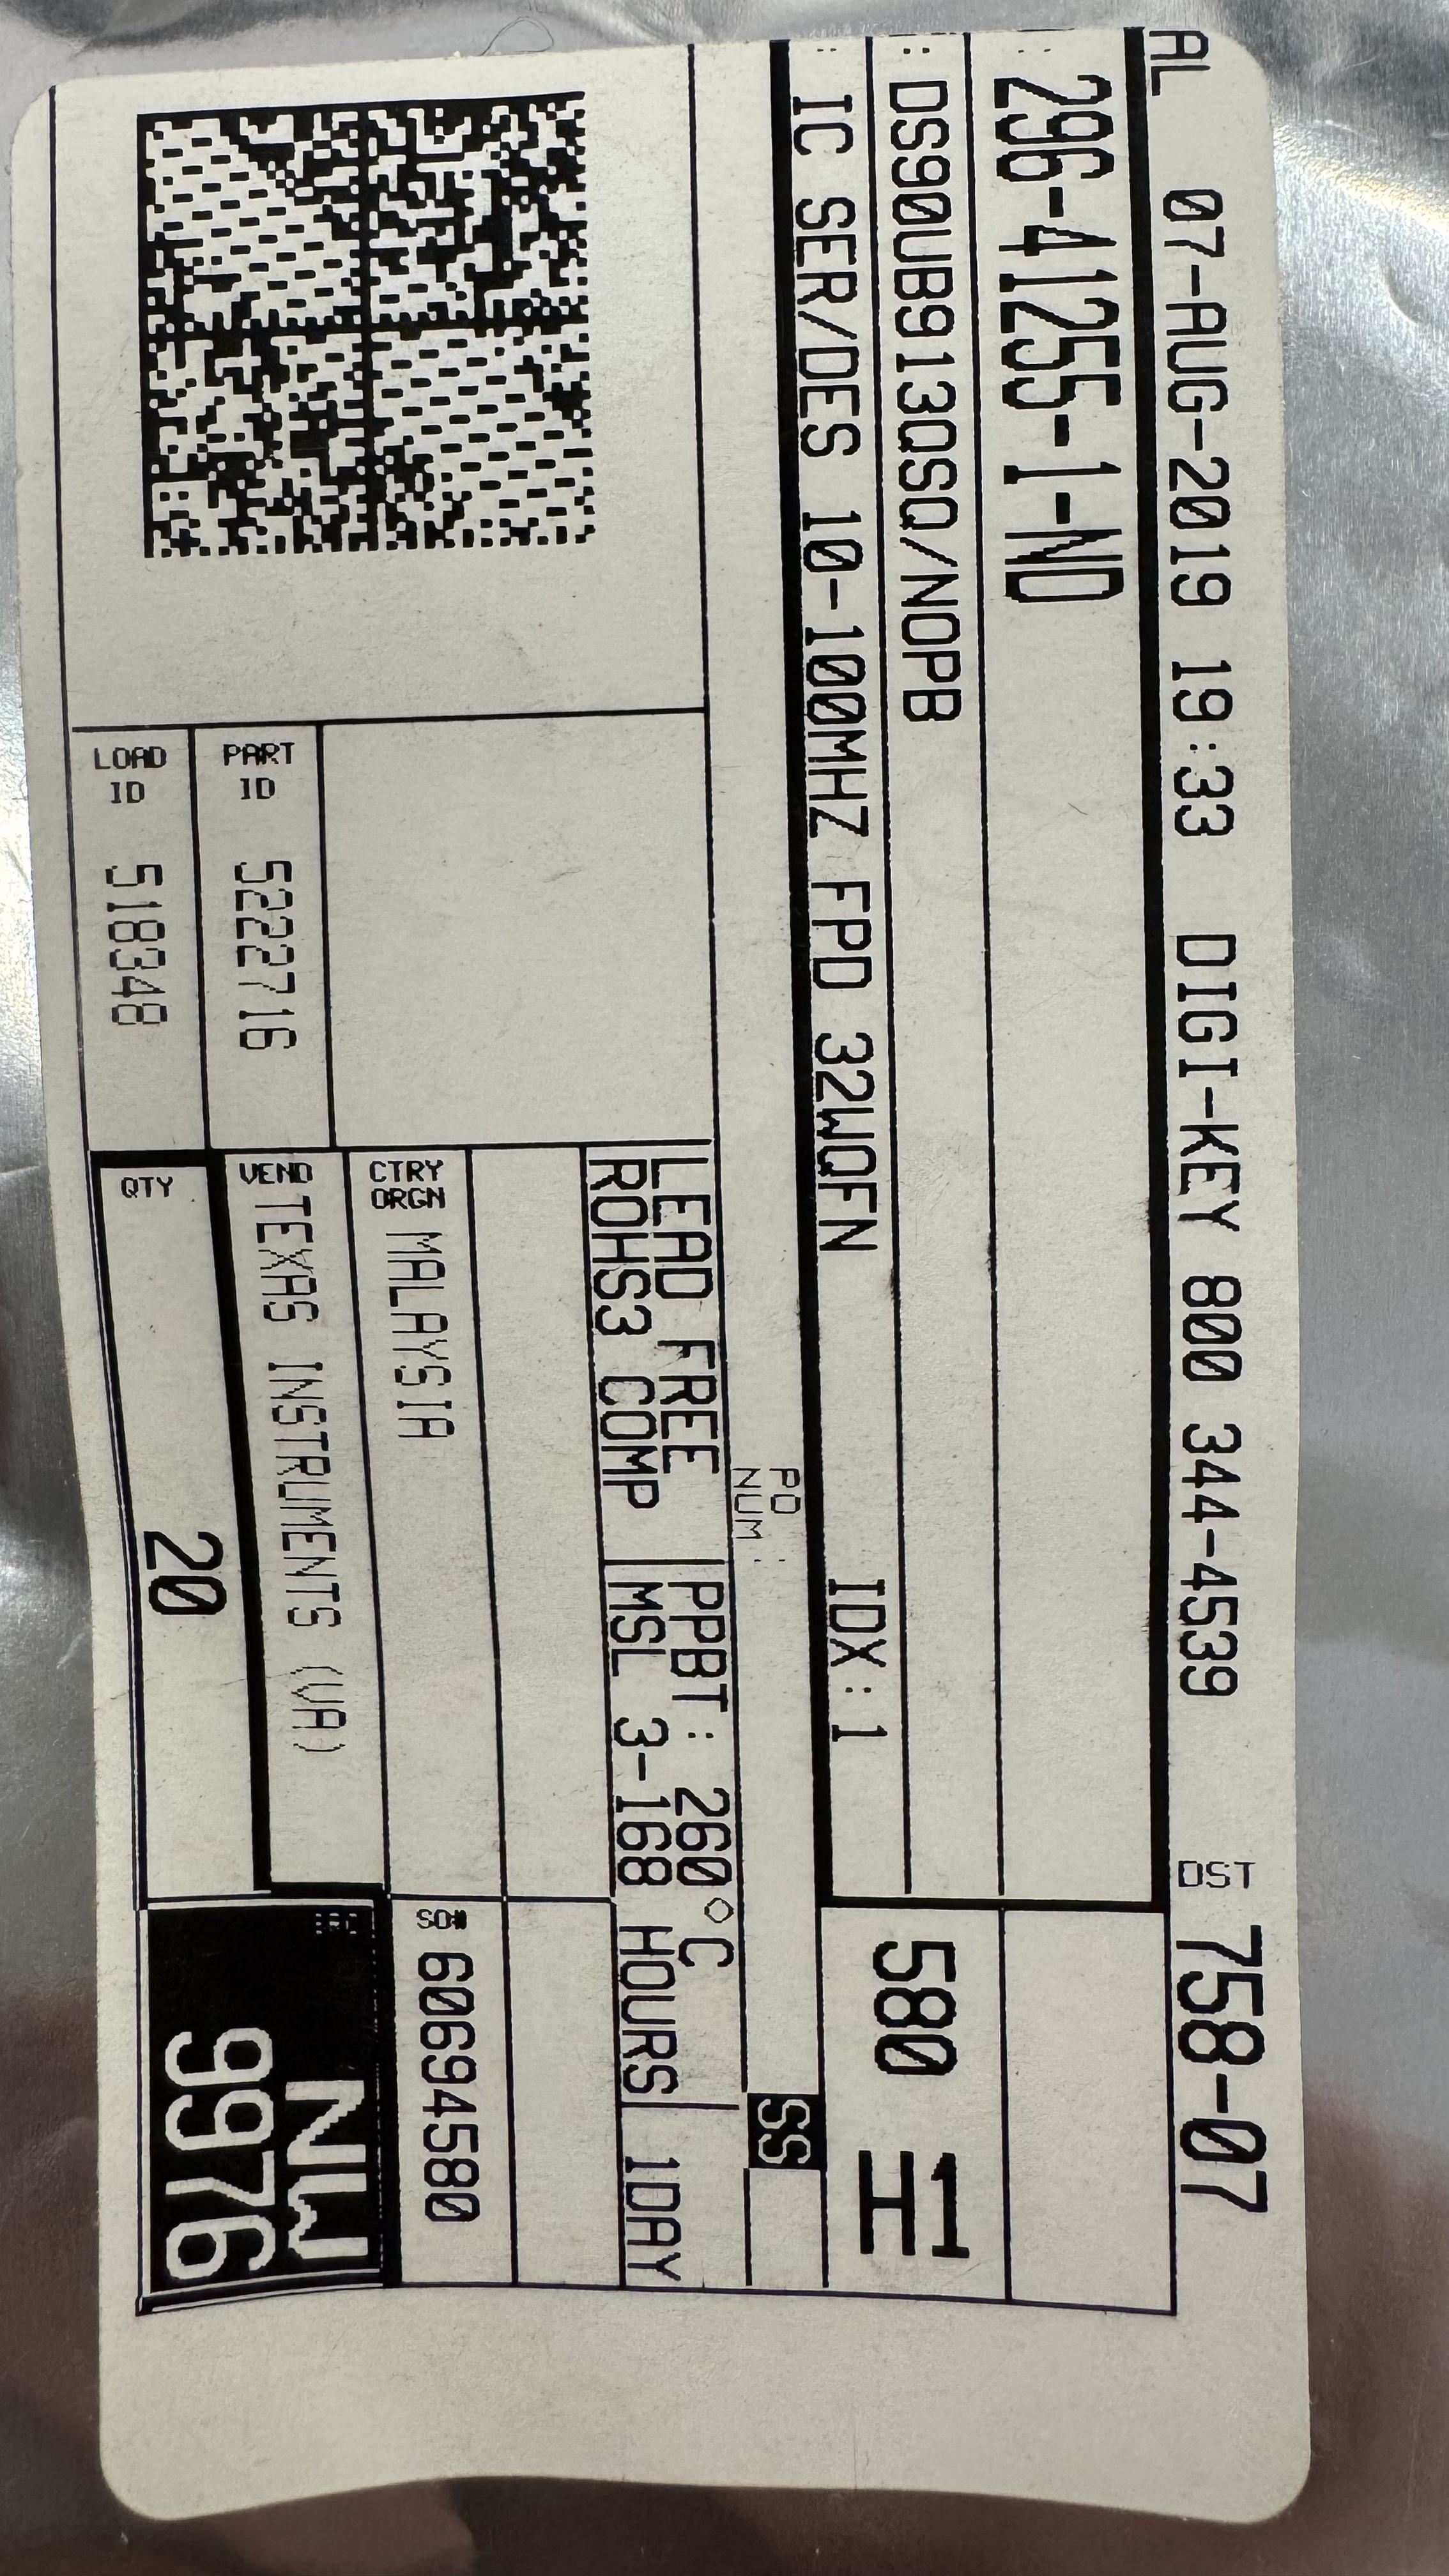 AL 07-AUG-2019 19:33 DIGI-KEY 800 344-4539 DST 758-07
: 296-41255-1-ND
: DS90UB913QSQ/NOPB
580 H1
: IC SER/DES 10-100MHZ FPD 32WQFN IDX:1
PO
NUM :
SS
LEAD FREE |PPBT: 260°C
ROHS3 COMP |MSL 3-168 HOURS| 1DAY
CTRY
ORGN MALAYSIA
SO# 60694580
PART
ID 5222716
VEND TEXAS INSTRUMENTS (VA)
LOAD
ID 518348
QTY 20
NW
9976